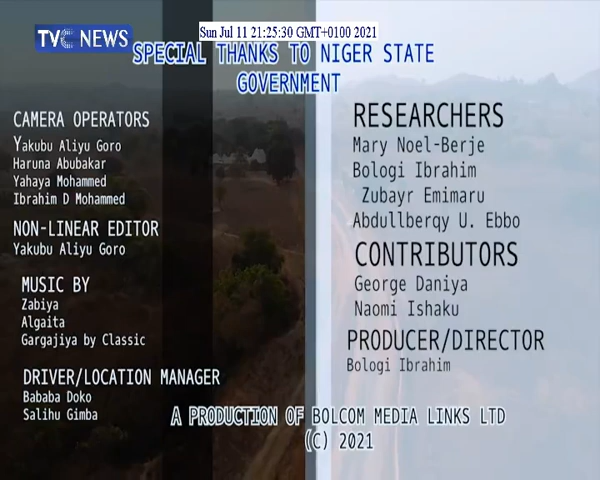 TVC NEWS
Sun Jul 11 21:25:30 GMT+0100 2021
SPECIAL THANKS TO NIGER STATE
GOVERNMENT
CAMERA OPERATORS
Yakubu Aliyu Goro
Haruna Abubakar
Yahaya Mohammed
Ibrahim D Mohammed
NON-LINEAR EDITOR
Yakubu Aliyu Goro
MUSIC BY
Zabiya
Algaita
Gargajiya by Classic
DRIVER/LOCATION MANAGER
Bababa Doko
Salihu Gimba
RESEARCHERS
Mary Noel-Berje
Bologi Ibrahim
Zubayr Emimaru
Abdullberqy U. Ebbo
CONTRIBUTORS
George Daniya
Naomi Ishaku
PRODUCER/DIRECTOR
Bologi Ibrahim
A PRODUCTION OF BOLCOM MEDIA LINKS LTD
(C) 2021